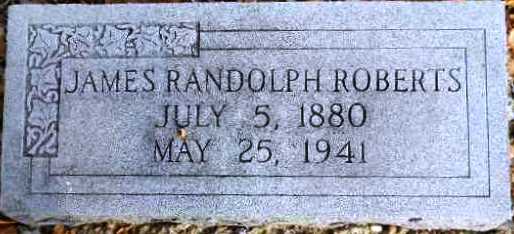 JAMES RANDOLPH ROBERTS
JULY 5, 1880
MAY 25, 1941